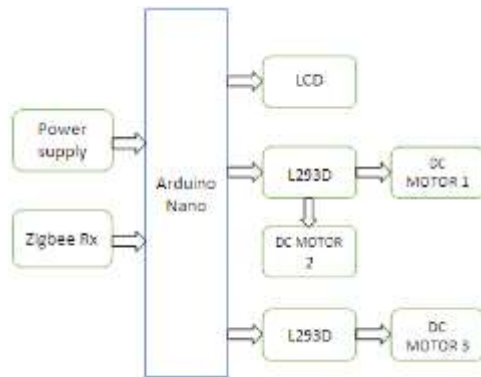 LCD
Power
supply
Arduino
Nano
L293D
DC
MOTOR 1
Zigbee Rx
DC MOTOR
2
L293D
DC
MOTOR 3